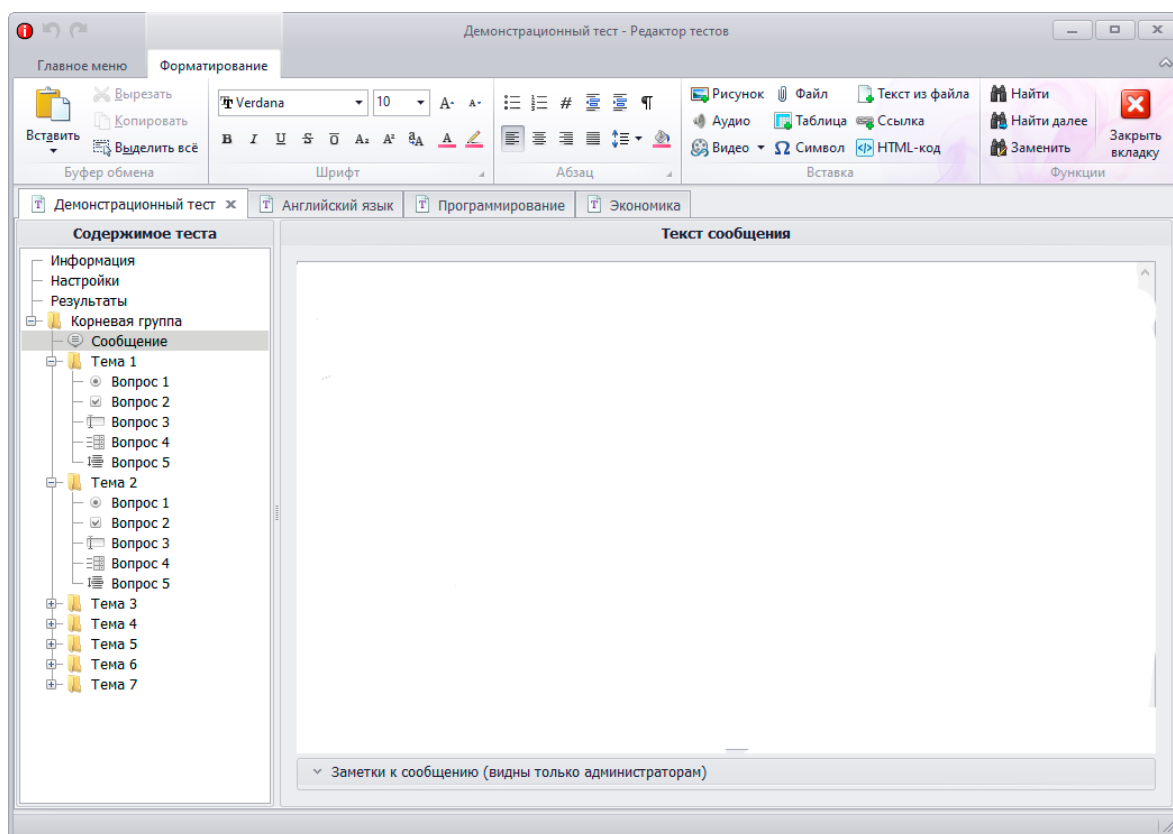 Демонстрационный тест - Редактор тестов
Главное меню Форматирование
Вставить
Вырезать
Копировать
Выделить всё
Буфер обмена
Verdana 10
Шрифт
Абзац
Рисунок Файл Текст из файла
Аудио Таблица Ссылка
Видео Символ HTML-код
Вставка
Найти
Найти далее
Заменить
Закрыть
вкладку
Функции
Демонстрационный тест Английский язык Программирование Экономика
Содержимое теста
Информация
Настройки
Результаты
Корневая группа
Сообщение
Тема 1
Вопрос 1
Вопрос 2
Вопрос 3
Вопрос 4
Вопрос 5
Тема 2
Вопрос 1
Вопрос 2
Вопрос 3
Вопрос 4
Вопрос 5
Тема 3
Тема 4
Тема 5
Тема 6
Тема 7
Текст сообщения
Заметки к сообщению (видны только администраторам)